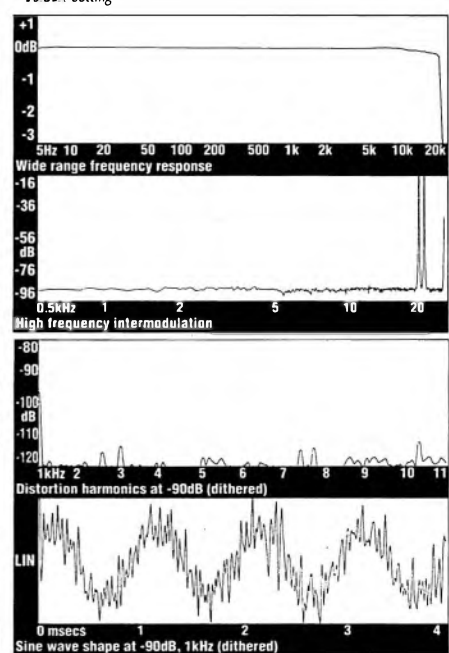 +1
0dB
-1
-2
-3
5Hz 10 20 50 100 200 500 1k 2k 5k 10k 20k
Wide range frequency response
-16
-36
-56
dB
-76
-96
0.5kHz 1 2 5 10 20
High frequency intermodulation
-80
-90
-100
dB
-110
-120
1kHz 2 3 4 5 6 7 8 9 10 11
Distortion harmonics at -90dB (dithered)
LIN
0 msecs 1 2 3 4
Sine wave shape at -90dB, 1kHz (dithered)